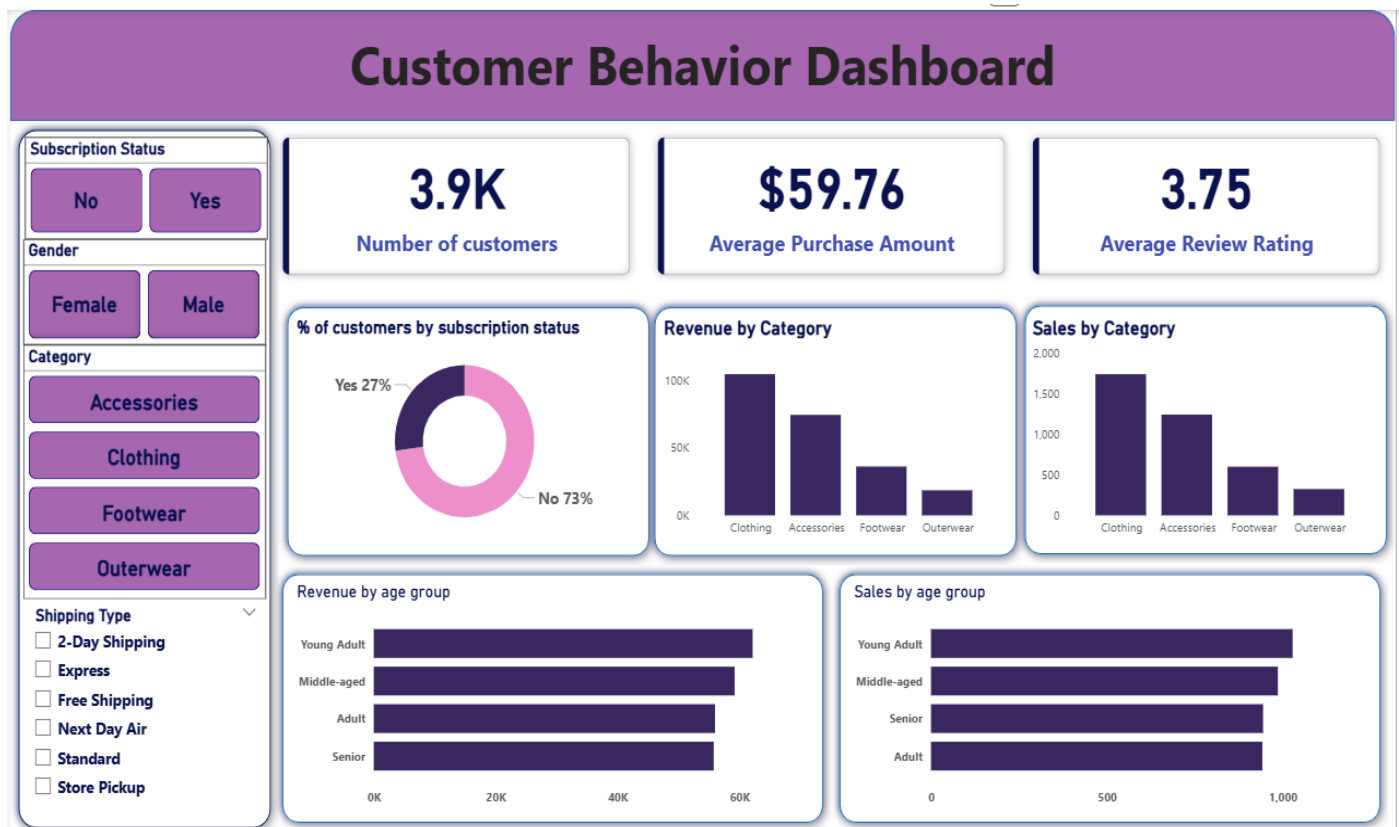 Customer Behavior Dashboard
Subscription Status
No
Yes
Gender
Female
Male
Category
Accessories
Clothing
Footwear
Outerwear
Shipping Type
2-Day Shipping
Express
Free Shipping
Next Day Air
Standard
Store Pickup
3.9K
Number of customers
$59.76
Average Purchase Amount
3.75
Average Review Rating
% of customers by subscription status
Yes 27%
No 73%
Revenue by Category
100K
50K
0K
Clothing
Accessories
Footwear
Outerwear
Sales by Category
2,000
1,500
1,000
500
0
Clothing
Accessories
Footwear
Outerwear
Revenue by age group
Young Adult
Middle-aged
Adult
Senior
0K
20K
40K
60K
Sales by age group
Young Adult
Middle-aged
Senior
Adult
0
500
1,000